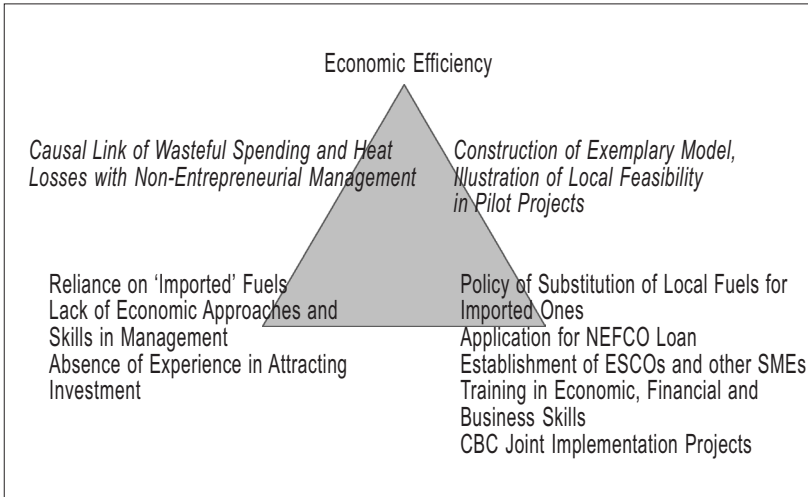 Economic Efficiency
Causal Link of Wasteful Spending and Heat
Losses with Non-Entrepreneurial Management
Construction of Exemplary Model,
Illustration of Local Feasibility
in Pilot Projects
Reliance on ‘Imported’ Fuels
Lack of Economic Approaches and
Skills in Management
Absence of Experience in Attracting
Investment
Policy of Substitution of Local Fuels for
Imported Ones
Application for NEFCO Loan
Establishment of ESCOs and other SMEs
Training in Economic, Financial and
Business Skills
CBC Joint Implementation Projects